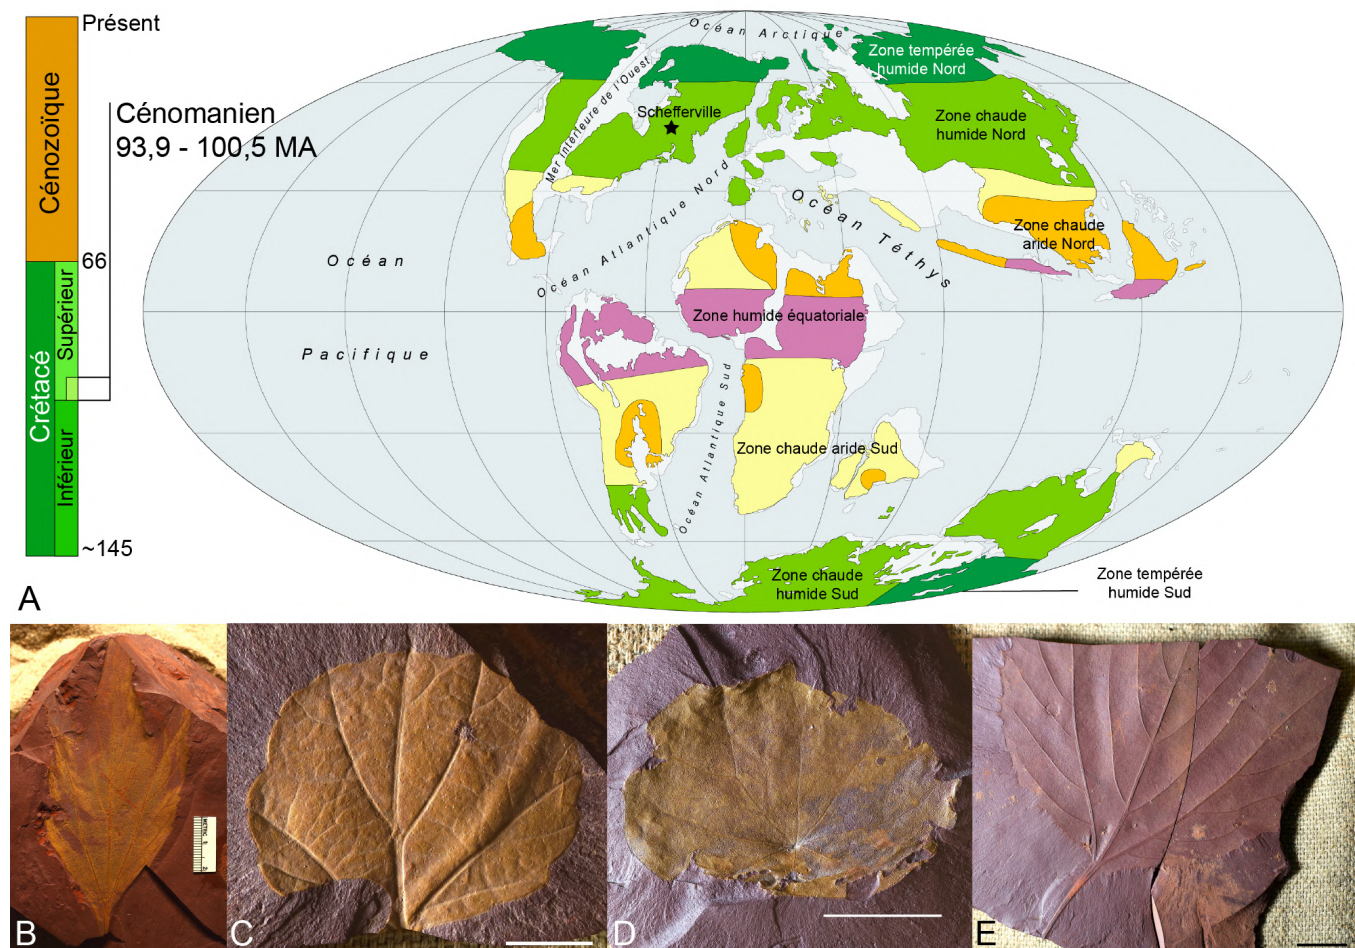 Présent
Cénozoïque
Cénomanien
93,9 - 100,5 MA
66
Supérieur
Crétacé
Inférieur
~145
A
Océan Arctique
Zone tempérée
humide Nord
Mer intérieure de l'Ouest
Schefferville
Zone chaude
humide Nord
Océan Atlantique Nord
Océan Téthys
Zone chaude
aride Nord
Océan
Pacifique
Zone humide équatoriale
Océan Atlantique Sud
Zone chaude aride Sud
Zone chaude
humide Sud
Zone tempérée
humide Sud
B
C
D
E